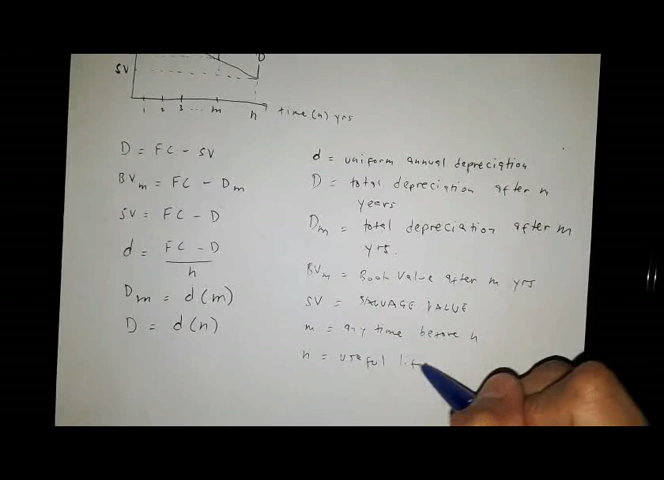 D
SV
1 2 3 ... m n time (n) yrs
D = FC - SV
BVm = FC - Dm
SV = FC - D
d = FC - D
n
Dm = d(m)
D = d(n)
d = uniform annual depreciation
D = total depreciation after n
years
Dm = total depreciation after m
yrs.
BVm = Book Value after m yrs
SV = SALVAGE VALUE
m = any time before n
n = useful lif